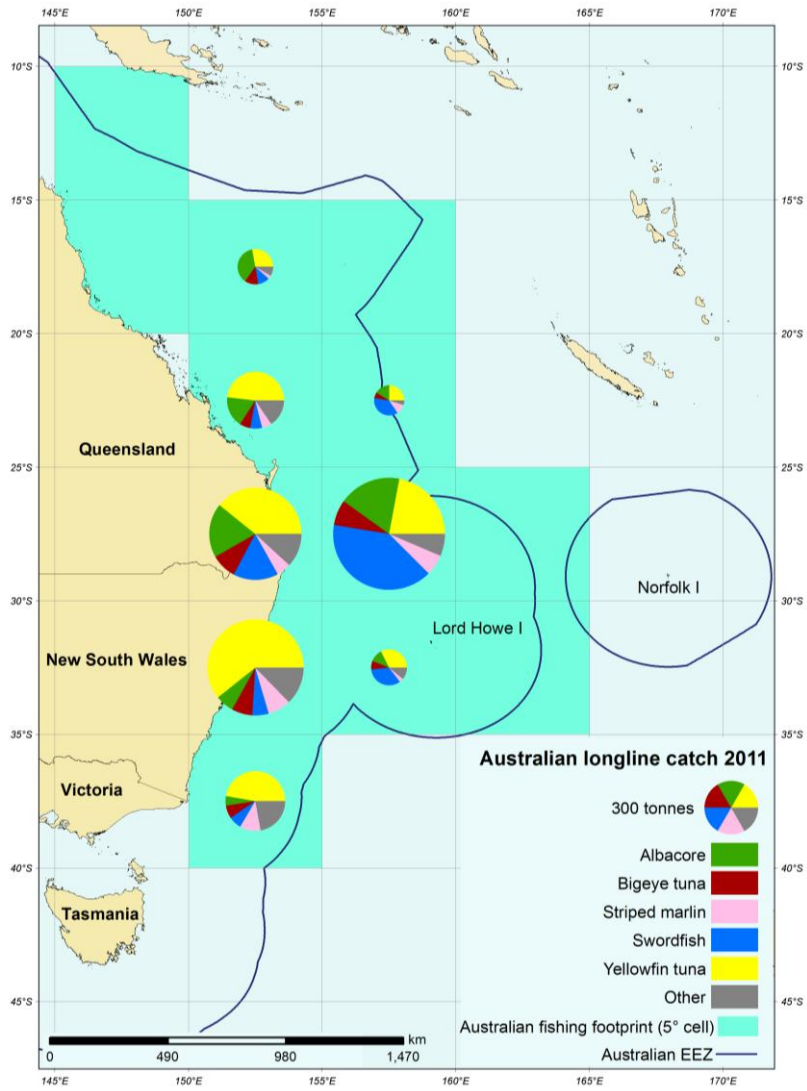 145°E 150°E 155°E 160°E 165°E 170°E
10°S 10°S
15°S 15°S
20°S 20°S
Queensland
25°S 25°S
30°S 30°S
Norfolk I
Lord Howe I
New South Wales
35°S 35°S
Australian longline catch 2011
Victoria
300 tonnes
40°S 40°S
Albacore
Bigeye tuna
Tasmania
Striped marlin
Swordfish
Yellowfin tuna
45°S 45°S
Other
Australian fishing footprint (5° cell)
km
0 490 980 1,470
Australian EEZ
145°E 150°E 155°E 160°E 165°E 170°E